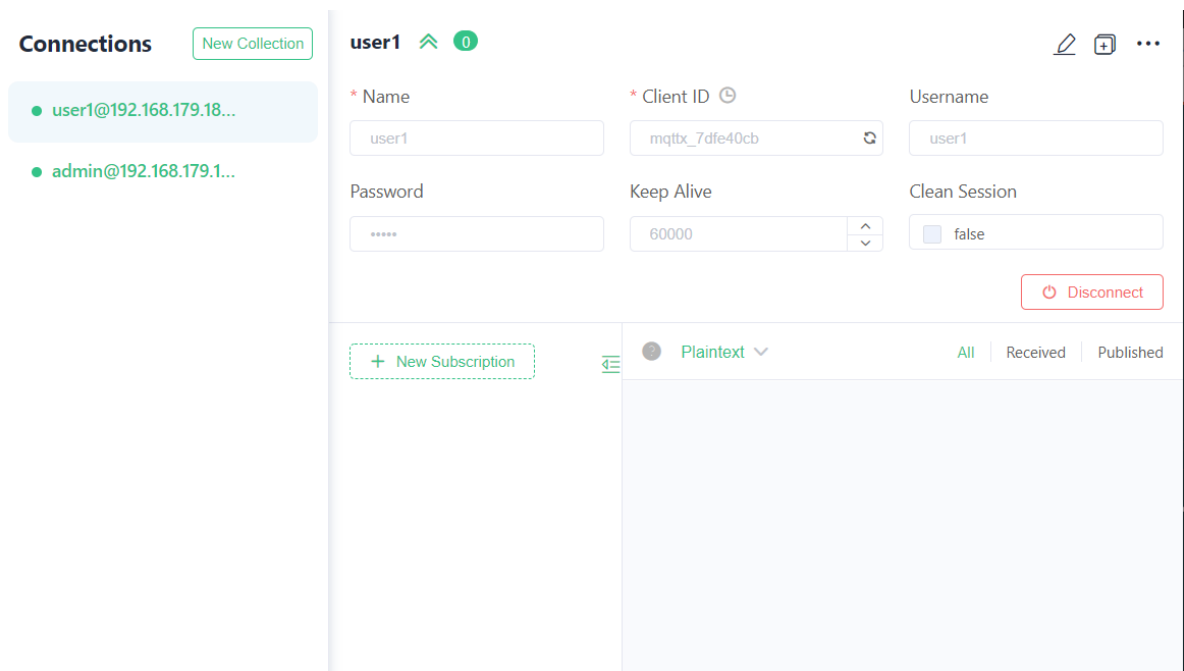 Connections
New Collection
user1@192.168.179.18...
admin@192.168.179.1...
user1
0
* Name
* Client ID
Username
user1
mqttx_7dfe40cb
user1
Password
Keep Alive
Clean Session
•••••
60000
false
Disconnect
+ New Subscription
?
Plaintext
All
Received
Published